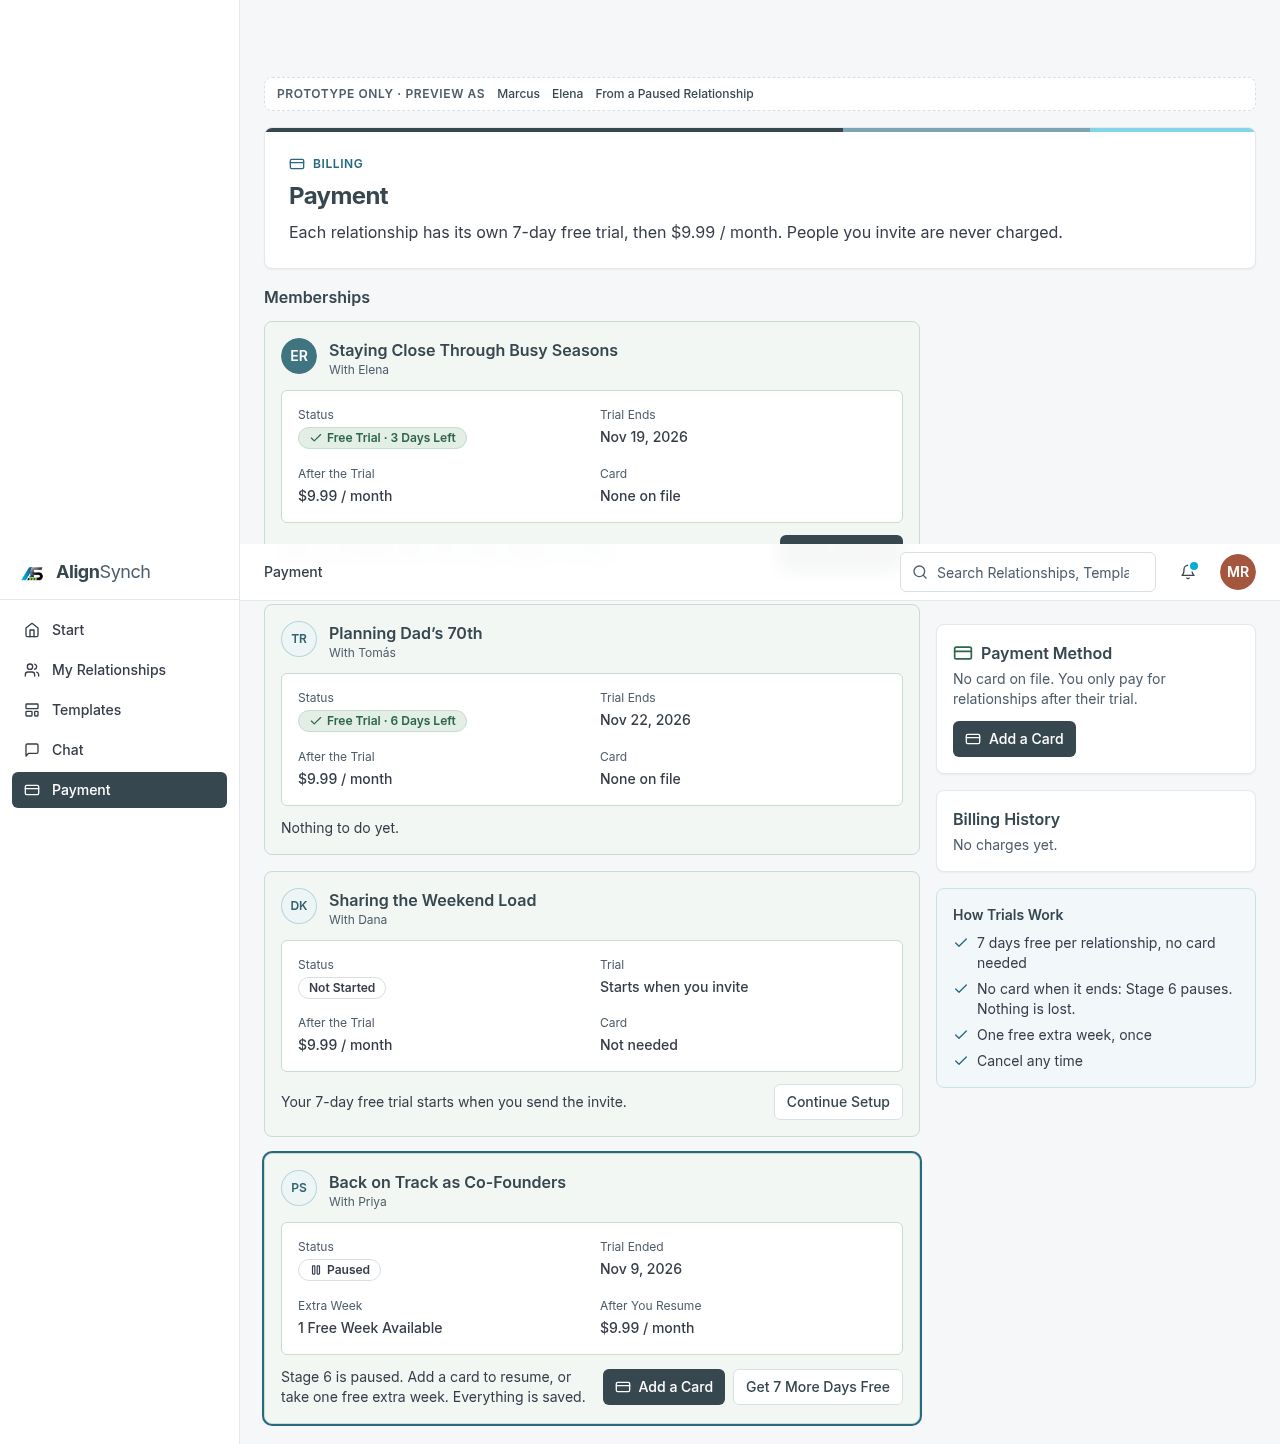 PROTOTYPE ONLY · PREVIEW AS Marcus Elena From a Paused Relationship
BILLING
Payment
Each relationship has its own 7-day free trial, then $9.99 / month. People you invite are never charged.
Memberships
ER
Staying Close Through Busy Seasons
With Elena
Status
Free Trial · 3 Days Left
Trial Ends
Nov 19, 2026
After the Trial
$9.99 / month
Card
None on file
AlignSynch
Payment
Search Relationships, Templa
MR
Start
My Relationships
Templates
Chat
Payment
TR
Planning Dad’s 70th
With Tomás
Status
Free Trial · 6 Days Left
Trial Ends
Nov 22, 2026
After the Trial
$9.99 / month
Card
None on file
Nothing to do yet.
DK
Sharing the Weekend Load
With Dana
Status
Not Started
Trial
Starts when you invite
After the Trial
$9.99 / month
Card
Not needed
Your 7-day free trial starts when you send the invite.
Continue Setup
PS
Back on Track as Co-Founders
With Priya
Status
Paused
Trial Ended
Nov 9, 2026
Extra Week
1 Free Week Available
After You Resume
$9.99 / month
Stage 6 is paused. Add a card to resume, or
take one free extra week. Everything is saved.
Add a Card
Get 7 More Days Free
Payment Method
No card on file. You only pay for
relationships after their trial.
Add a Card
Billing History
No charges yet.
How Trials Work
7 days free per relationship, no card
needed
No card when it ends: Stage 6 pauses.
Nothing is lost.
One free extra week, once
Cancel any time